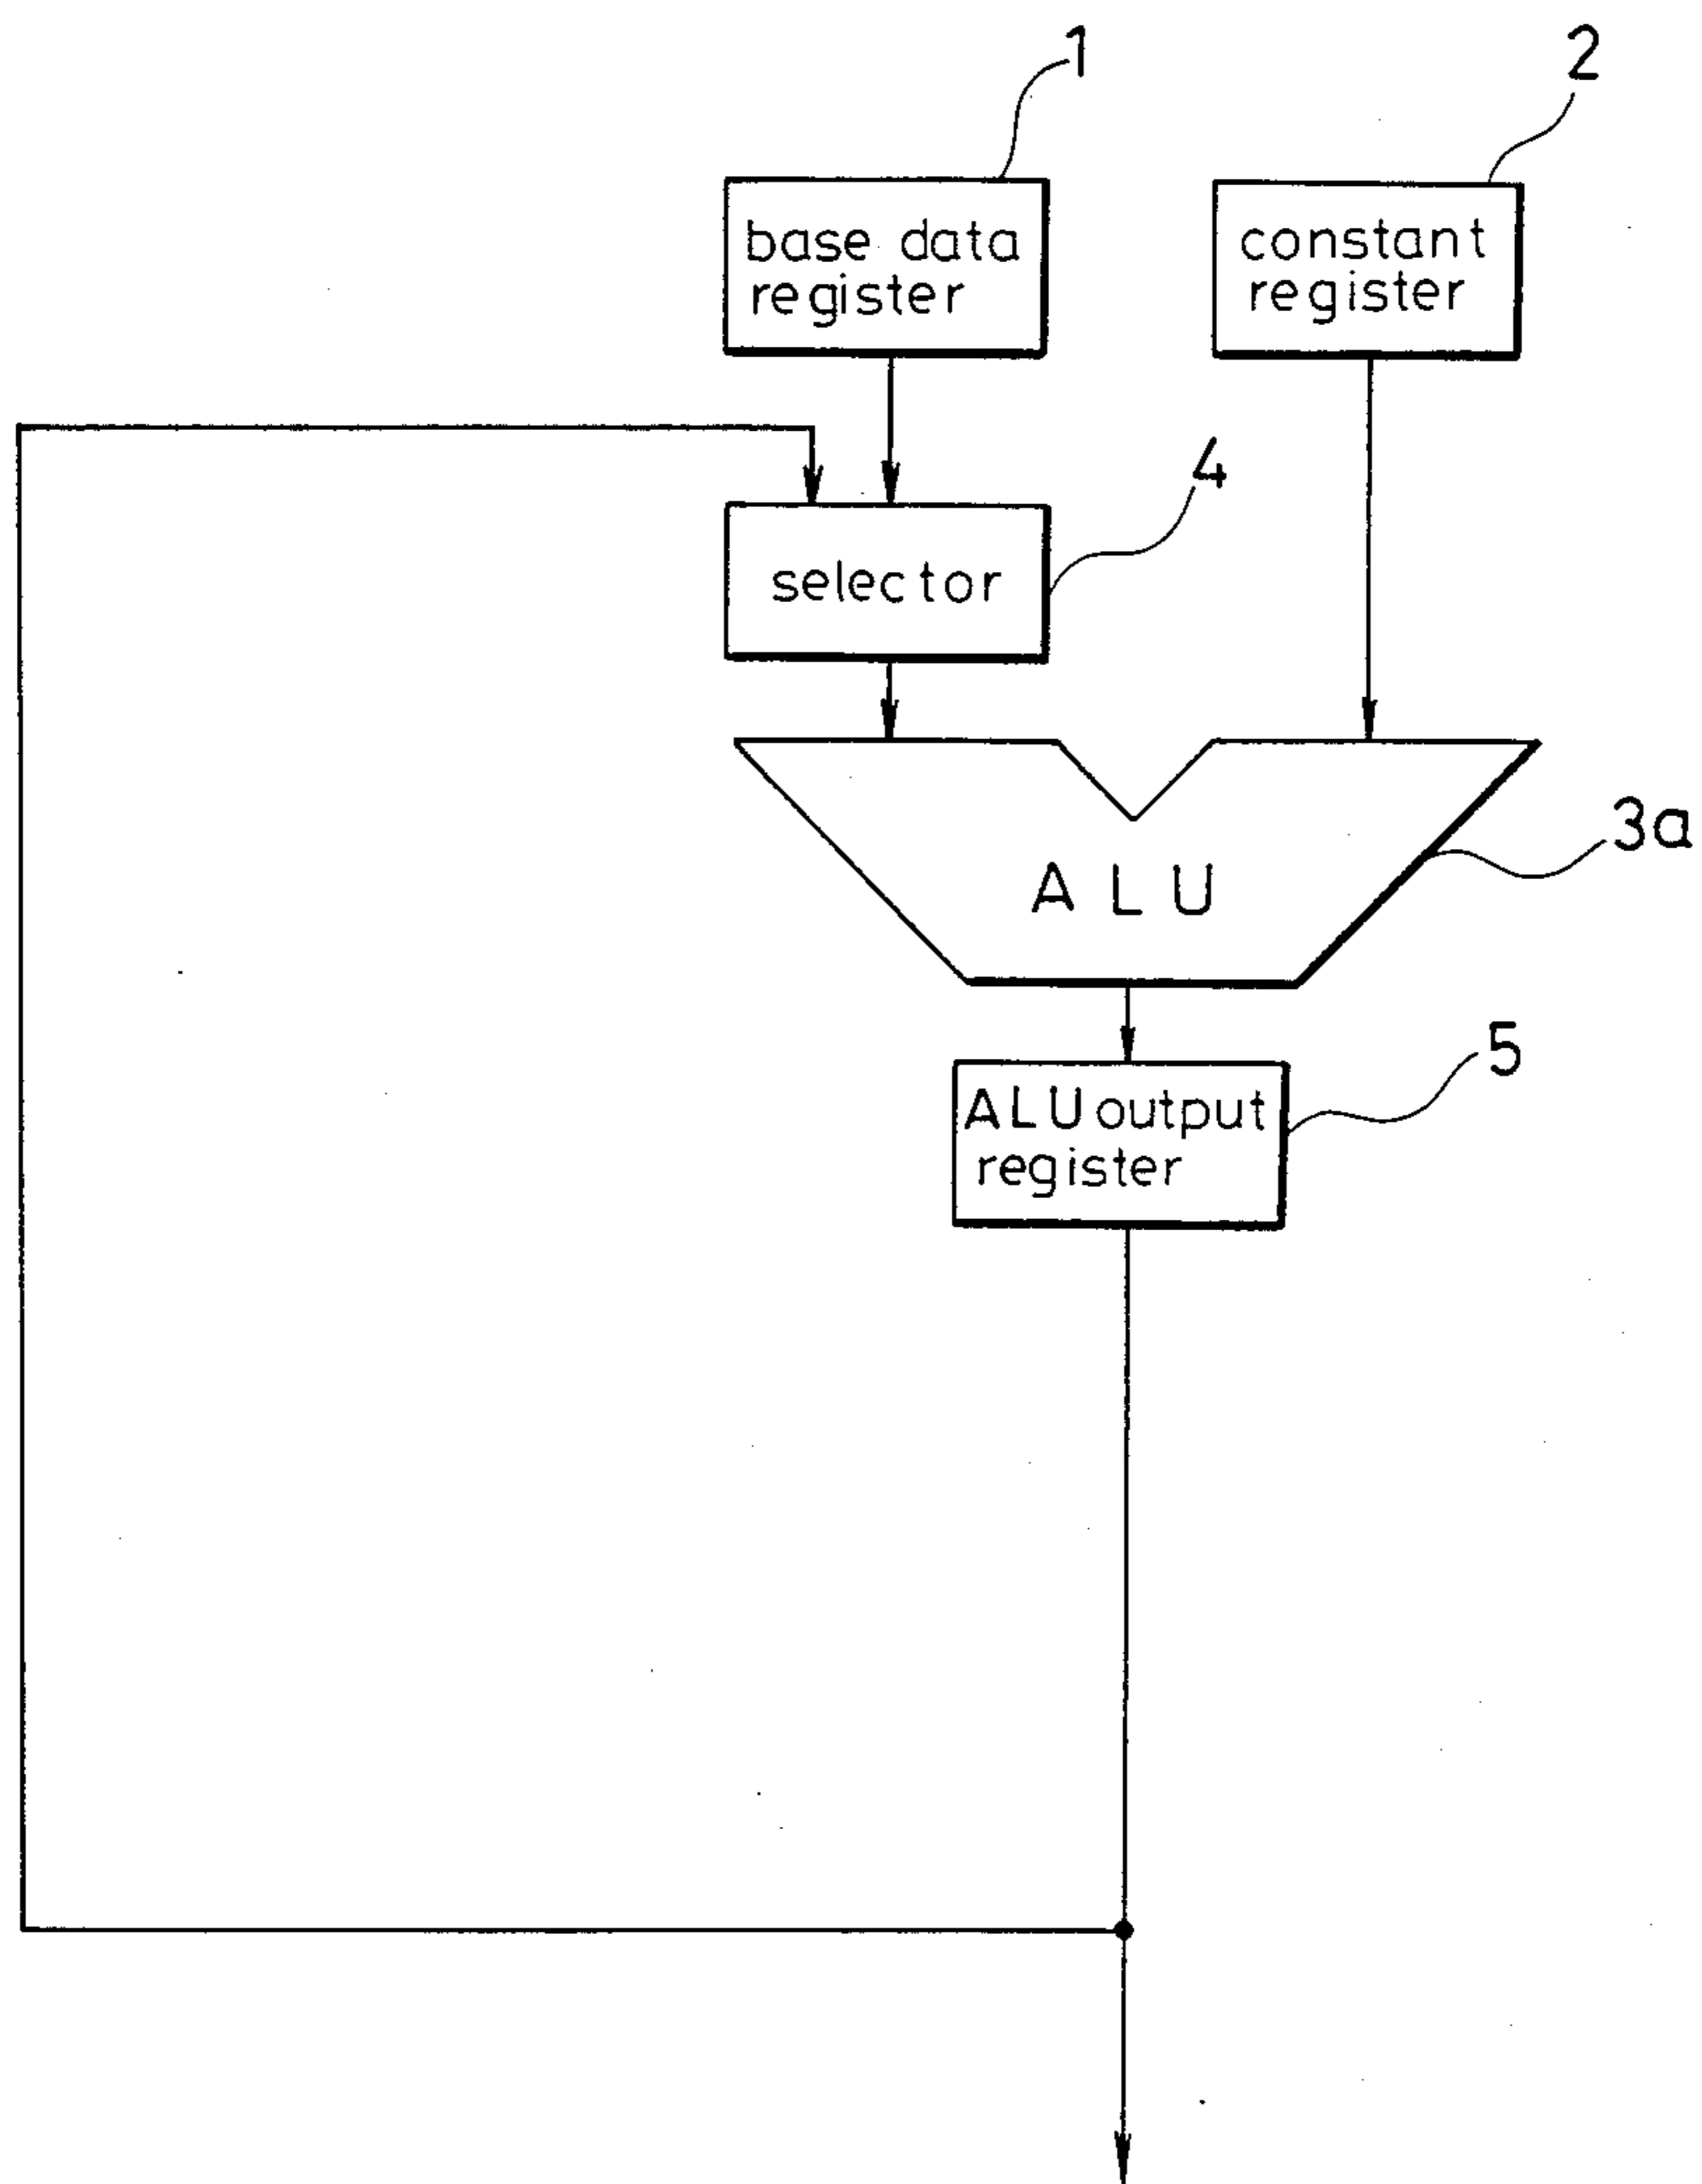 1
2
base data
register
constant
register
4
selector
3a
ALU
5
ALU output
register